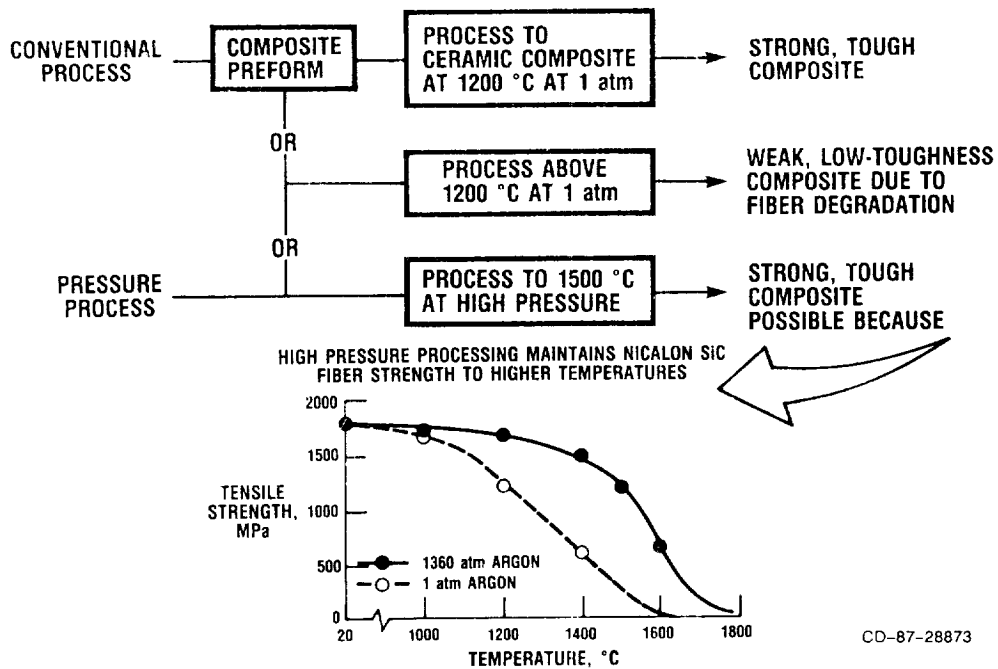 CONVENTIONAL
PROCESS
COMPOSITE
PREFORM
PROCESS TO
CERAMIC COMPOSITE
AT 1200 °C AT 1 atm
STRONG, TOUGH
COMPOSITE
OR
PROCESS ABOVE
1200 °C AT 1 atm
WEAK, LOW-TOUGHNESS
COMPOSITE DUE TO
FIBER DEGRADATION
OR
PRESSURE
PROCESS
PROCESS TO 1500 °C
AT HIGH PRESSURE
STRONG, TOUGH
COMPOSITE
POSSIBLE BECAUSE
HIGH PRESSURE PROCESSING MAINTAINS NICALON SiC
FIBER STRENGTH TO HIGHER TEMPERATURES
2000
1500
1000
500
0
TENSILE
STRENGTH,
MPa
1360 atm ARGON
1 atm ARGON
20 1000 1200 1400 1600 1800
TEMPERATURE, °C
CD-87-28873